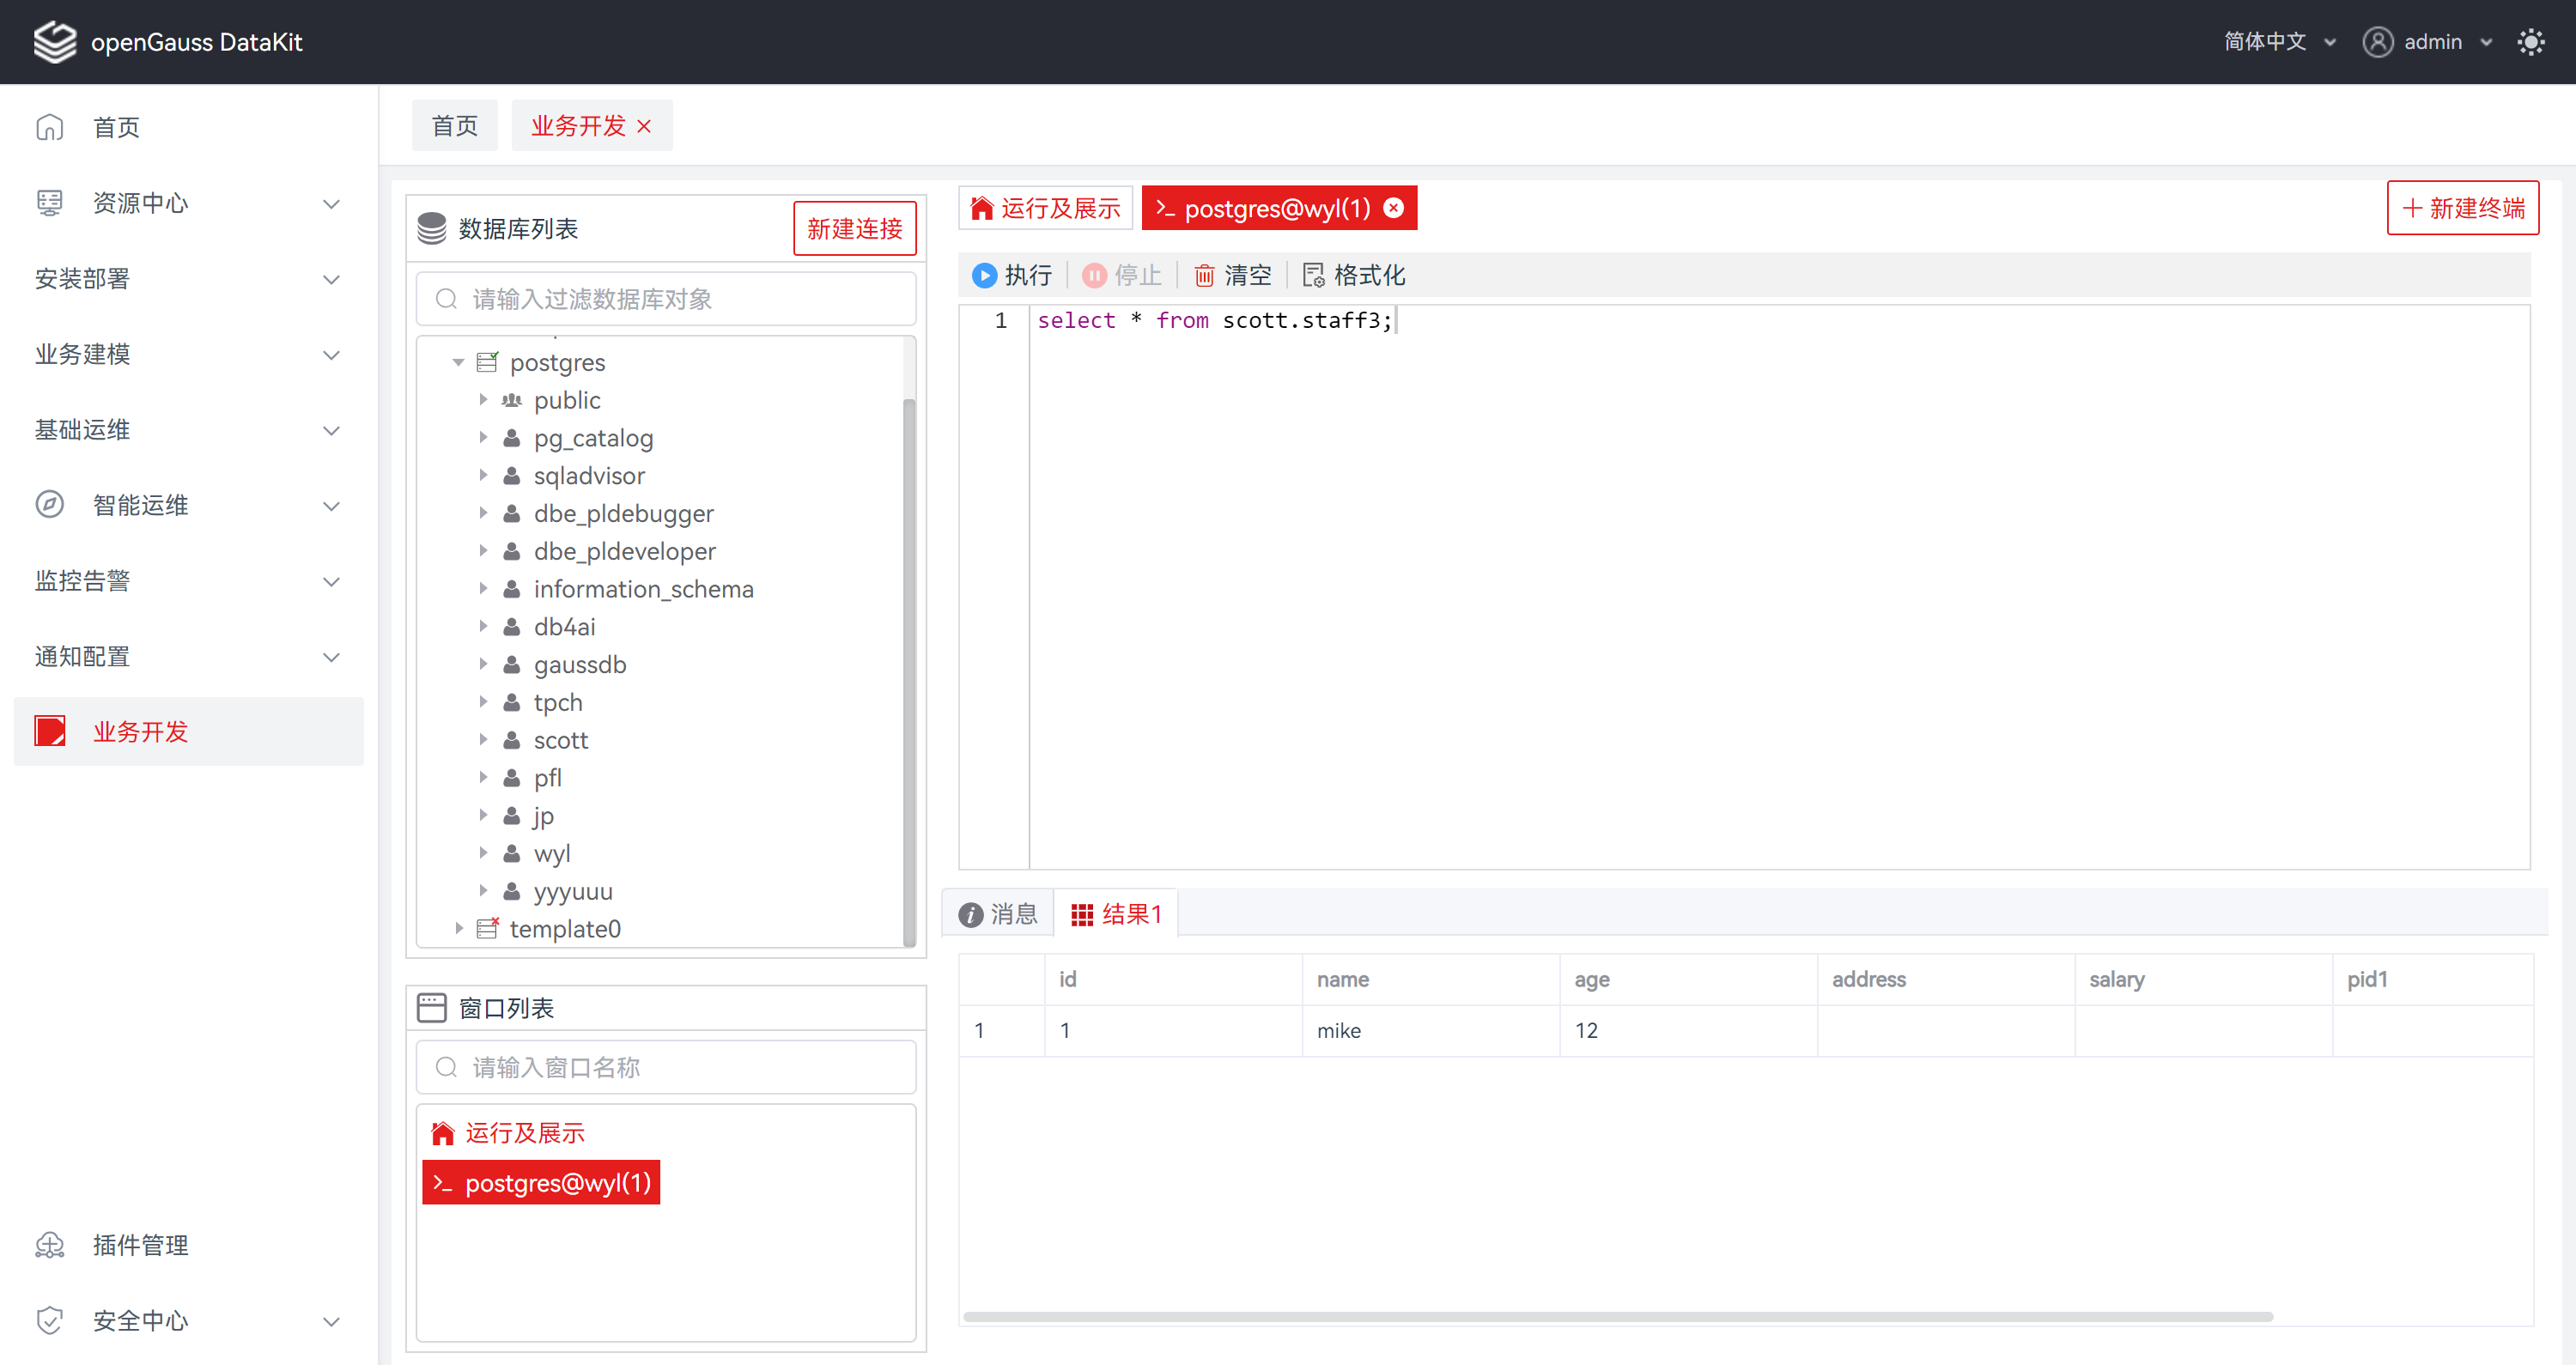 openGauss DataKit
简体中文
admin
首页
资源中心
安装部署
业务建模
基础运维
智能运维
监控告警
通知配置
业务开发
插件管理
安全中心
首页
业务开发
数据库列表
新建连接
请输入过滤数据库对象
postgres
public
pg_catalog
sqladvisor
dbe_pldebugger
dbe_pldeveloper
information_schema
db4ai
gaussdb
tpch
scott
pfl
jp
wyl
yyyuuu
template0
窗口列表
请输入窗口名称
运行及展示
>_ postgres@wyl(1)
运行及展示
>_ postgres@wyl(1)
+ 新建终端
执行 停止 清空 格式化
1 select * from scott.staff3;
消息 结果1
id name age address salary pid1
1 1 mike 12